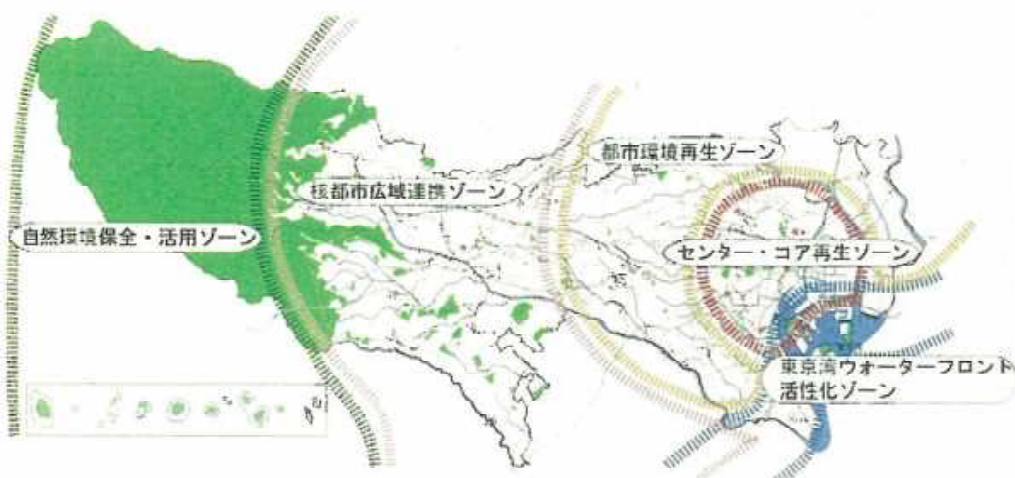 都市環境再生ゾーン
核都市広域連携ゾーン
自然環境保全・活用ゾーン
センター・コア再生ゾーン
東京湾ウォーターフロント
活性化ゾーン